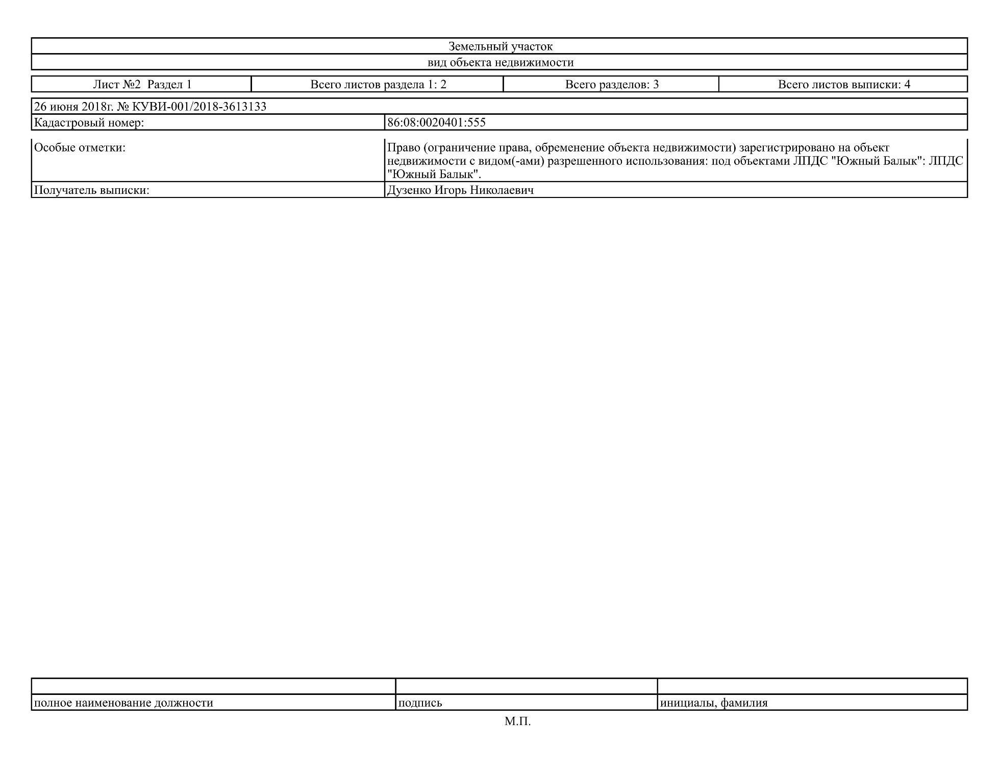 Земельный участок
вид объекта недвижимости
Лист №2 Раздел 1 Всего листов раздела 1: 2 Всего разделов: 3 Всего листов выписки: 4
26 июня 2018г. № КУВИ-001/2018-3613133
Кадастровый номер: 86:08:0020401:555
Особые отметки: Право (ограничение права, обременение объекта недвижимости) зарегистрировано на объект
недвижимости с видом(-ами) разрешенного использования: под объектами ЛПДС "Южный Балык": ЛПДС
"Южный Балык".
Получатель выписки: Дузенко Игорь Николаевич
полное наименование должности подпись инициалы, фамилия
М.П.